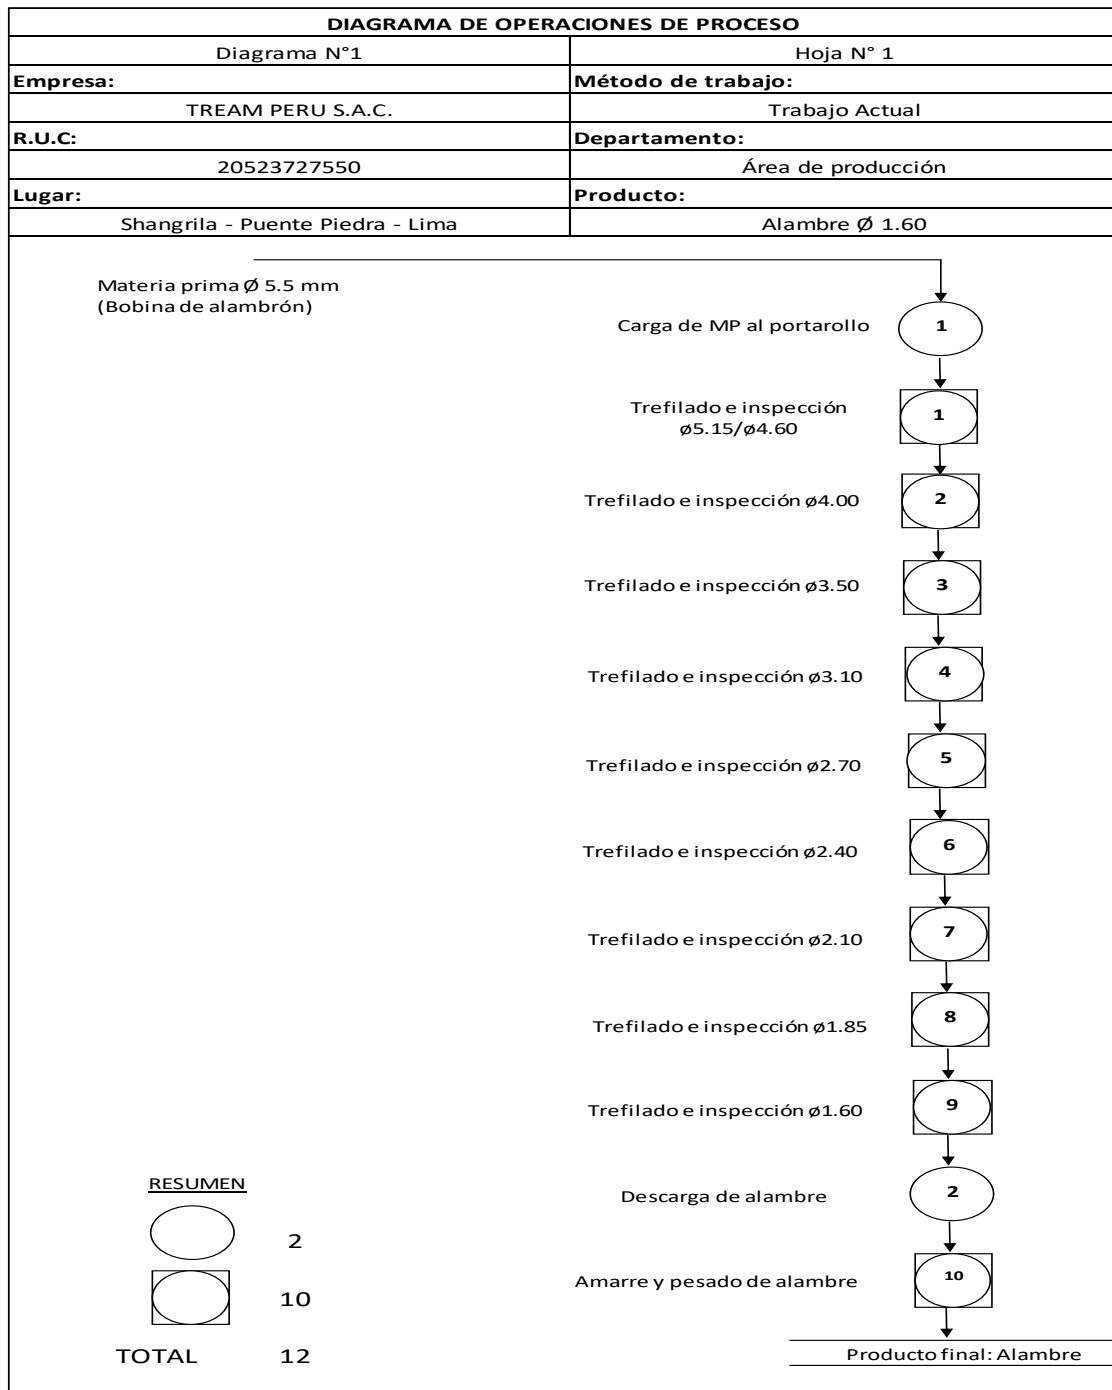 DIAGRAMA DE OPERACIONES DE PROCESO
Diagrama N°1
Hoja N° 1
Empresa:
Método de trabajo:
TREAM PERU S.A.C.
Trabajo Actual
R.U.C:
Departamento:
20523727550
Área de producción
Lugar:
Producto:
Shangrila - Puente Piedra - Lima
Alambre Ø 1.60
Materia prima Ø 5.5 mm
(Bobina de alambrón)
Carga de MP al portarollo
1
Trefilado e inspección
ø5.15/ø4.60
1
Trefilado e inspección ø4.00
2
Trefilado e inspección ø3.50
3
Trefilado e inspección ø3.10
4
Trefilado e inspección ø2.70
5
Trefilado e inspección ø2.40
6
Trefilado e inspección ø2.10
7
Trefilado e inspección ø1.85
8
Trefilado e inspección ø1.60
9
Descarga de alambre
2
Amarre y pesado de alambre
10
Producto final: Alambre
RESUMEN
2
10
TOTAL 12